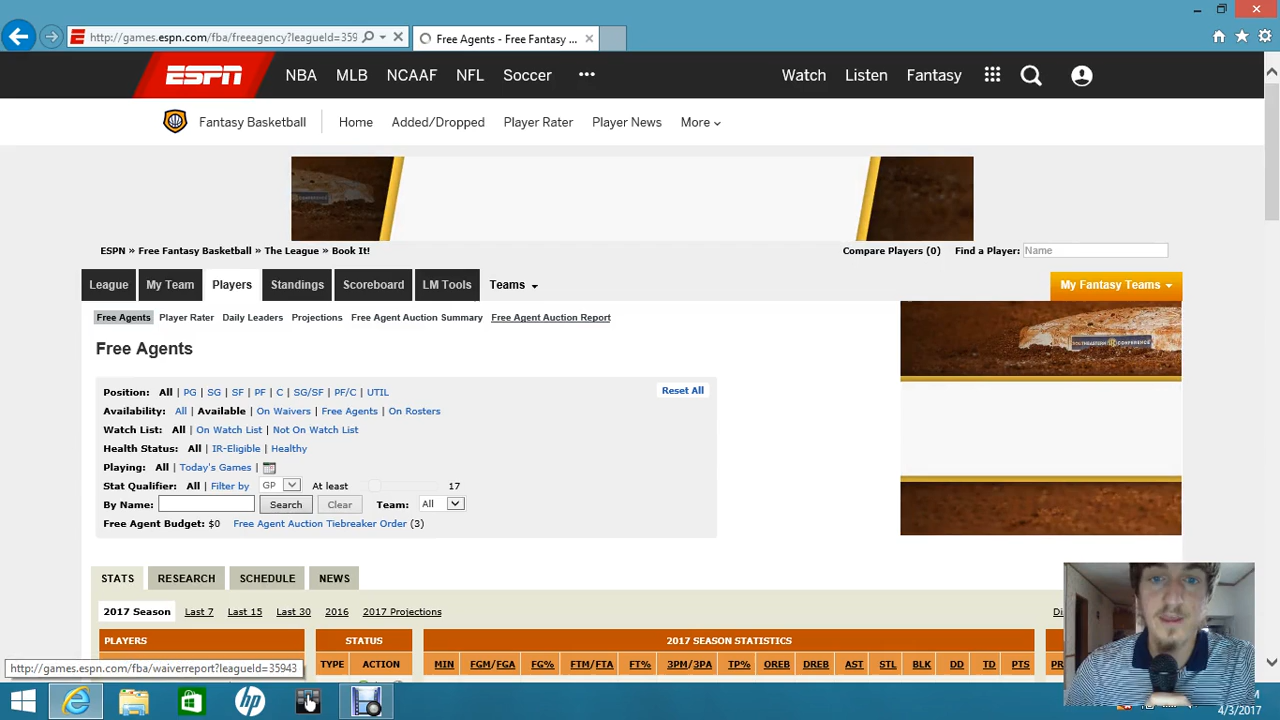 http://games.espn.com/fba/freeagency?leagueId=359
Free Agents - Free Fantasy ...
ESPN NBA MLB NCAAF NFL Soccer ••• Watch Listen Fantasy
Fantasy Basketball Home Added/Dropped Player Rater Player News More
ESPN » Free Fantasy Basketball » The League » Book It! Compare Players (0) Find a Player: Name
League My Team Players Standings Scoreboard LM Tools Teams My Fantasy Teams
Free Agents Player Rater Daily Leaders Projections Free Agent Auction Summary Free Agent Auction Report
Free Agents
Position: All | PG | SG | SF | PF | C | SG/SF | PF/C | UTIL Reset All
Availability: All | Available | On Waivers | Free Agents | On Rosters
Watch List: All | On Watch List | Not On Watch List
Health Status: All | IR-Eligible | Healthy
Playing: All | Today's Games |
Stat Qualifier: All | Filter by GP At least 17
By Name: Search Clear Team: All
Free Agent Budget: $0 Free Agent Auction Tiebreaker Order (3)
STATS RESEARCH SCHEDULE NEWS
2017 Season Last 7 Last 15 Last 30 2016 2017 Projections
PLAYERS STATUS 2017 SEASON STATISTICS
TYPE ACTION MIN FGM/FGA FG% FTM/FTA FT% 3PM/3PA TP% OREB DREB AST STL BLK DD TD PTS
http://games.espn.com/fba/waiverreport?leagueId=35943
hp
4/3/2017